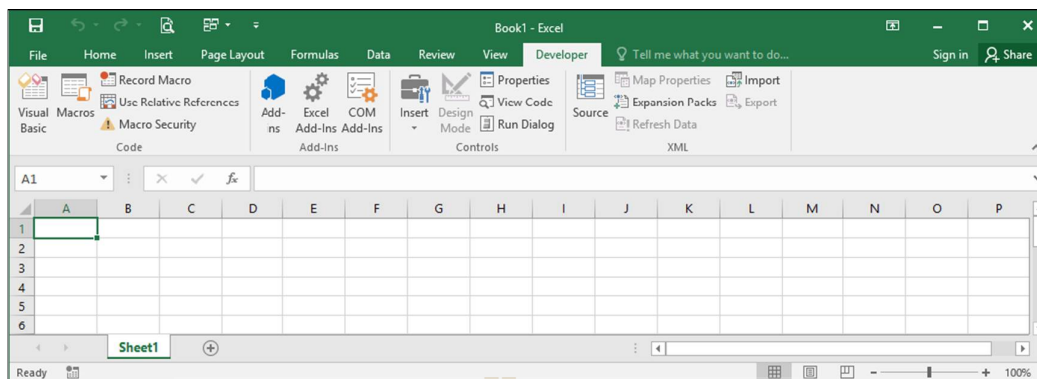 Book1 - Excel
File Home Insert Page Layout Formulas Data Review View Developer Tell me what you want to do... Sign in Share
Visual Basic
Macros
Record Macro
Use Relative References
Macro Security
Code
Add-ins
Excel Add-Ins
COM Add-Ins
Add-Ins
Insert
Design Mode
Properties
View Code
Run Dialog
Controls
Source
Map Properties
Expansion Packs
Refresh Data
Import
Export
XML
A1 fx
A B C D E F G H I J K L M N O P
1
2
3
4
5
6
Sheet1
Ready 100%